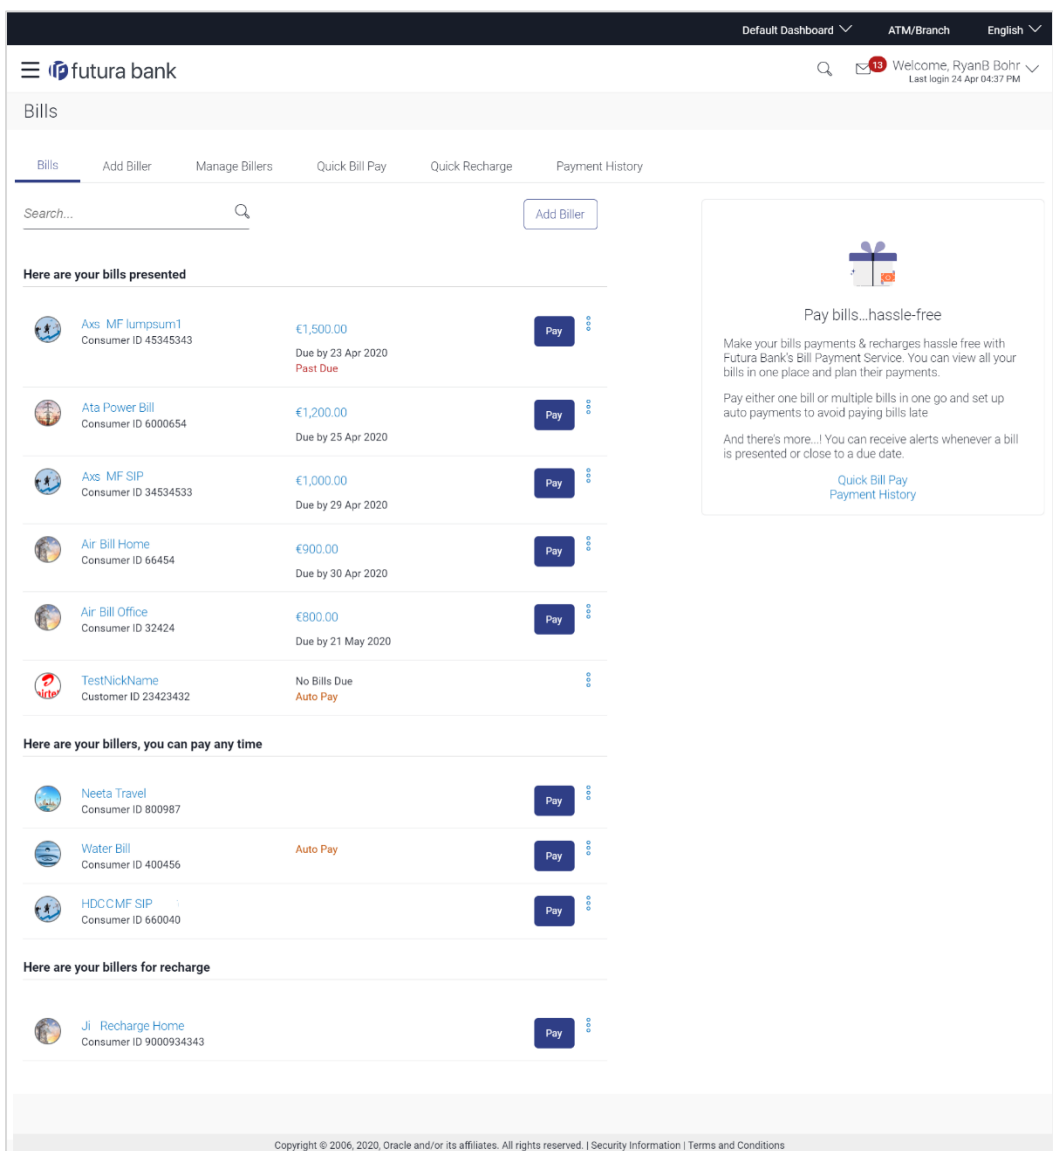 Default Dashboard ATM/Branch English
futura bank
13 Welcome, RyanB Bohr
Last login 24 Apr 04:37 PM
Bills
Bills Add Biller Manage Billers Quick Bill Pay Quick Recharge Payment History
Search...
Add Biller
Here are your bills presented
Axs MF lumpsum1
Consumer ID 45345343
€1,500.00
Due by 23 Apr 2020
Past Due
Pay
Ata Power Bill
Consumer ID 6000654
€1,200.00
Due by 25 Apr 2020
Pay
Axs MF SIP
Consumer ID 34534533
€1,000.00
Due by 29 Apr 2020
Pay
Air Bill Home
Consumer ID 66454
€900.00
Due by 30 Apr 2020
Pay
Air Bill Office
Consumer ID 32424
€800.00
Due by 21 May 2020
Pay
TestNickName
Customer ID 23423432
No Bills Due
Auto Pay
Here are your billers, you can pay any time
Neeta Travel
Consumer ID 800987
Pay
Water Bill
Consumer ID 400456
Auto Pay
Pay
HDCCMF SIP
Consumer ID 660040
Pay
Here are your billers for recharge
Ji Recharge Home
Consumer ID 9000934343
Pay
Pay bills...hassle-free
Make your bills payments & recharges hassle free with
Futura Bank's Bill Payment Service. You can view all your
bills in one place and plan their payments.
Pay either one bill or multiple bills in one go and set up
auto payments to avoid paying bills late
And there's more...! You can receive alerts whenever a bill
is presented or close to a due date.
Quick Bill Pay
Payment History
Copyright © 2006, 2020, Oracle and/or its affiliates. All rights reserved. | Security Information | Terms and Conditions